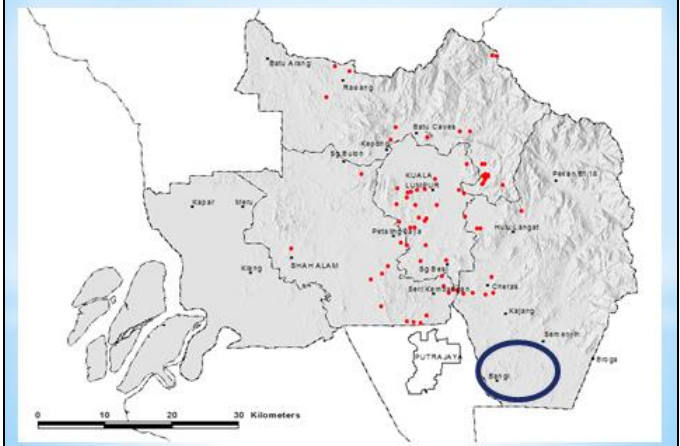 Batu Arang
Rawang
Batu Caves
Kepong
Sg Buloh
Kapar
Meru
KUALA
LUMPUR
Petaling Jaya
Hulu Langat
SHAH ALAM
Klang
Sg Besi
Seri Kembangan
Cheras
Kajang
Semenyih
PUTRAJAYA
Broga
Bangi
0 10 20 30 Kilometers